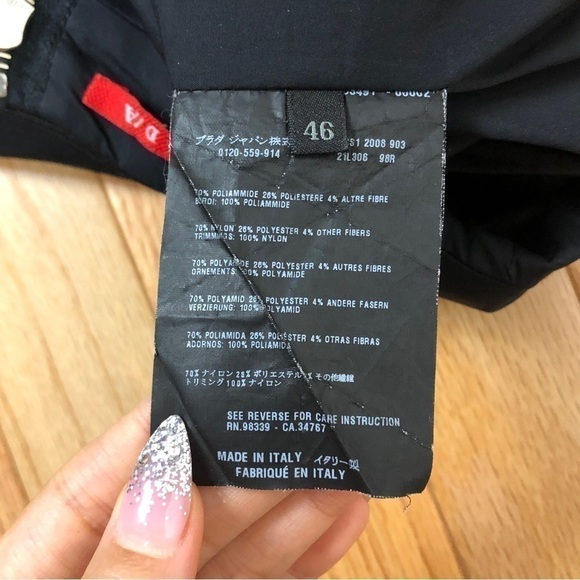 46
プラダ ジャパン株式
S1 2008 903
0120-559-914
21L306 98R
70% POLIAMMIDE 26% POLIESTERE 4% ALTRE FIBRE
BORDI: 100% POLIAMMIDE
70% NYLON 26% POLYESTER 4% OTHER FIBERS
TRIMMINGS: 100% NYLON
70% POLYAMIDE 26% POLYESTER 4% AUTRES FIBRES
ORNEMENTS: 100% POLYAMIDE
70% POLYAMID 26% POLYESTER 4% ANDERE FASERN
VERZIERUNG: 100% POLYAMID
70% POLIAMIDA 26% POLIESTER 4% OTRAS FIBRAS
ADORNOS: 100% POLIAMIDA
70% ナイロン 26% ポリエステル その他繊維
トリミング 100% ナイロン
SEE REVERSE FOR CARE INSTRUCTION
RN.98339 - CA.34767
MADE IN ITALY イタリー製
FABRIQUÉ EN ITALY